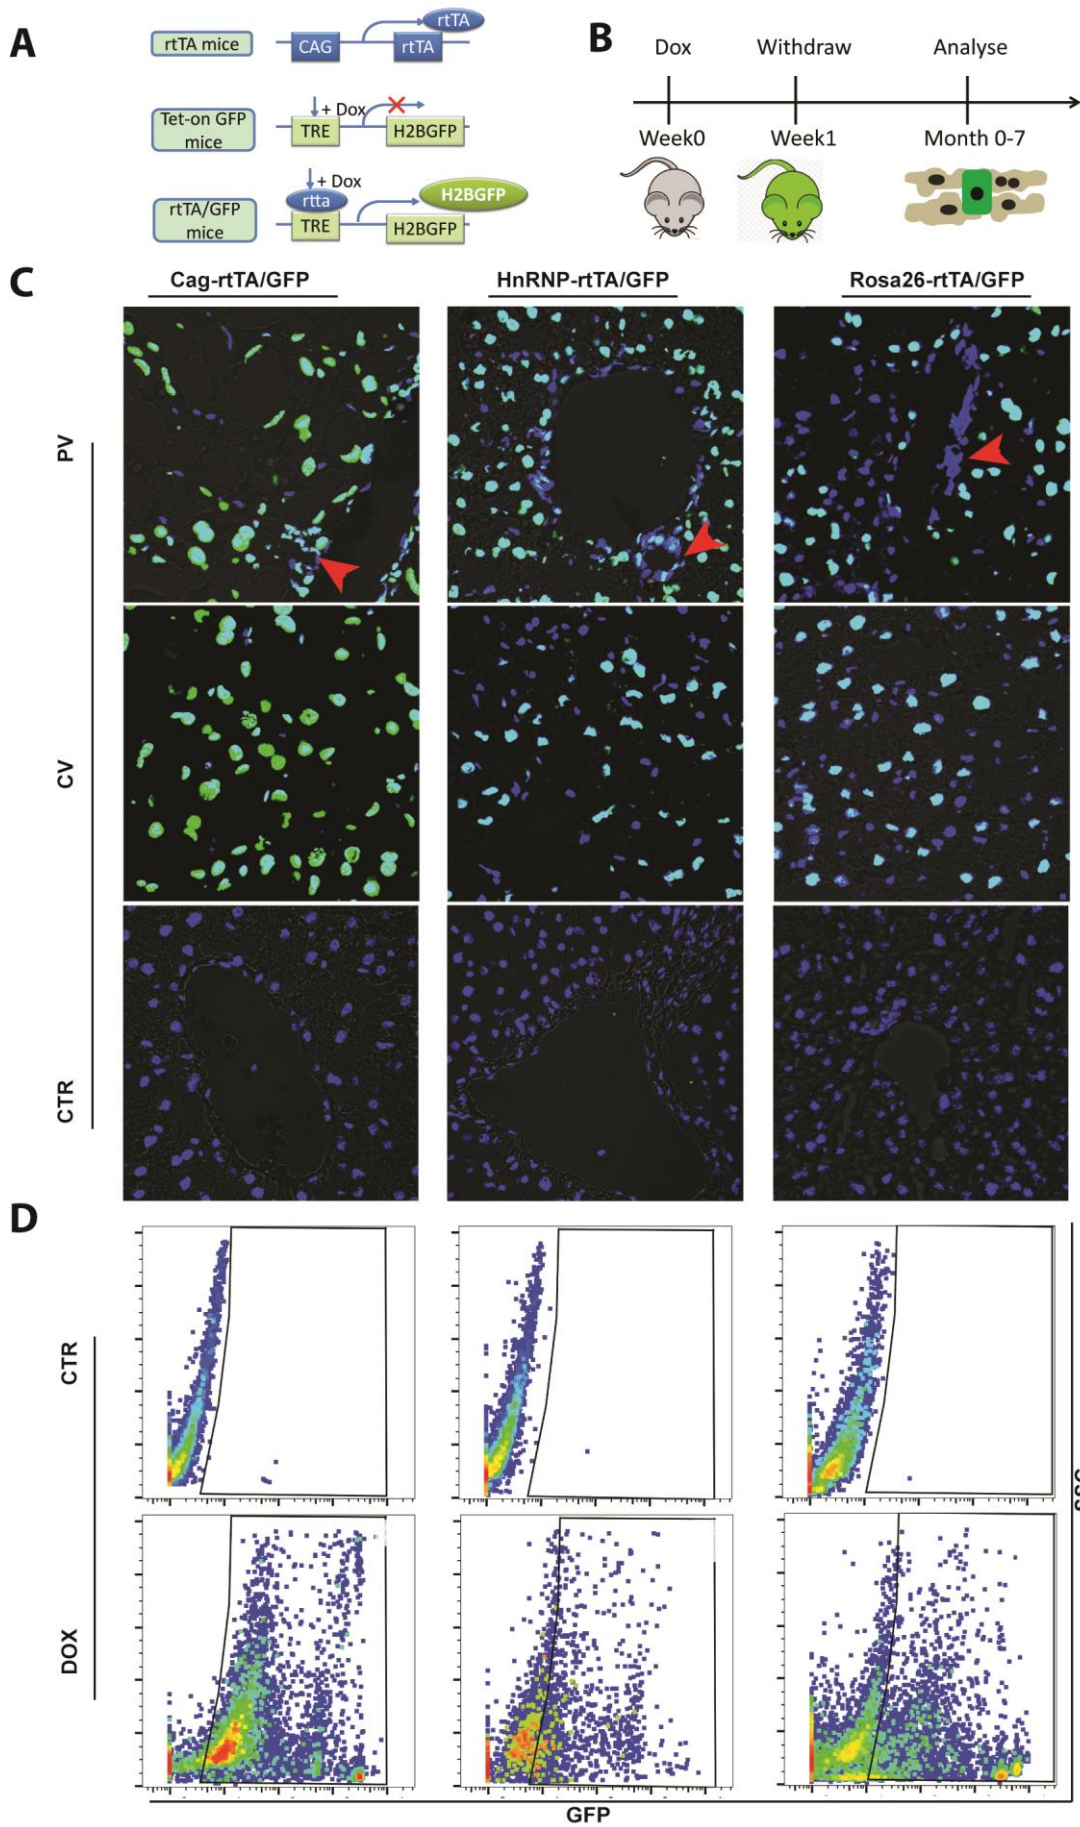 A
rtTA mice
CAG
rtTA
rtTA
Tet-on GFP
mice
+ Dox
TRE
H2BGFP
rtTA/GFP
mice
+ Dox
rtta
TRE
H2BGFP
H2BGFP
B
Dox
Withdraw
Analyse
Week0
Week1
Month 0-7
C
Cag-rtTA/GFP
HnRNP-rtTA/GFP
Rosa26-rtTA/GFP
PV
CV
CTR
D
CTR
DOX
SSC
GFP